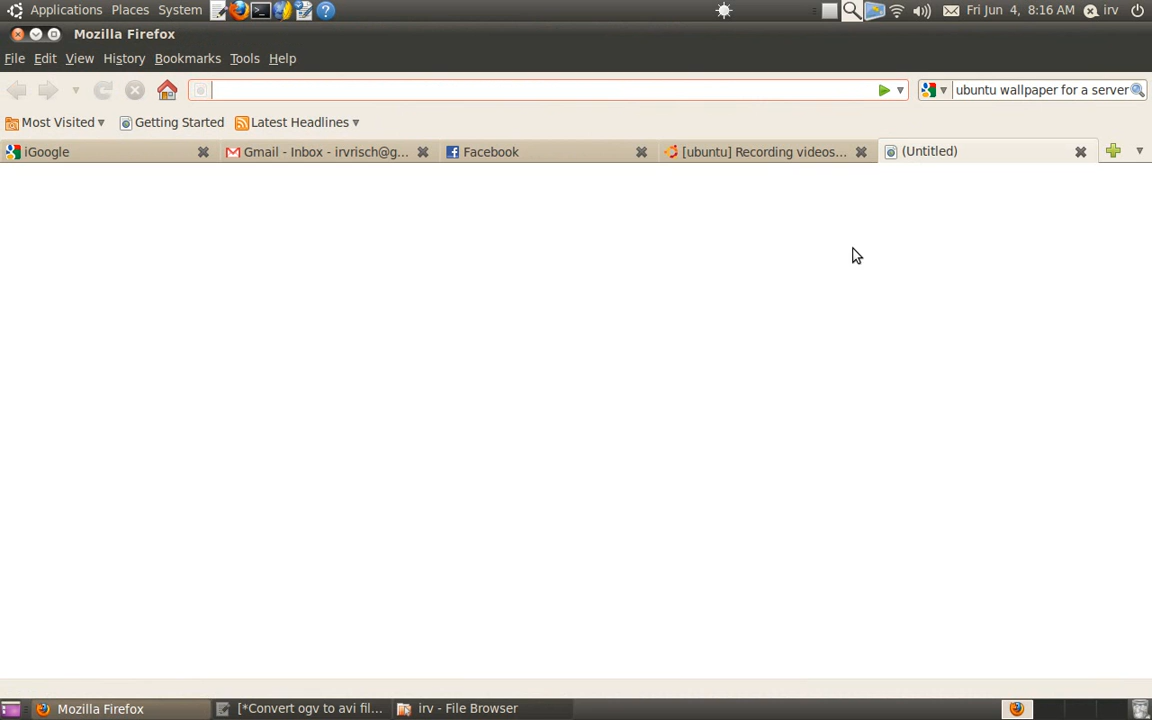 Applications Places System Fri Jun 4, 8:16 AM irv
Mozilla Firefox
File Edit View History Bookmarks Tools Help
ubuntu wallpaper for a server
Most Visited Getting Started Latest Headlines
iGoogle Gmail - Inbox - irvrisch@g... Facebook [ubuntu] Recording videos... (Untitled)
Mozilla Firefox [*Convert ogv to avi fil... irv - File Browser